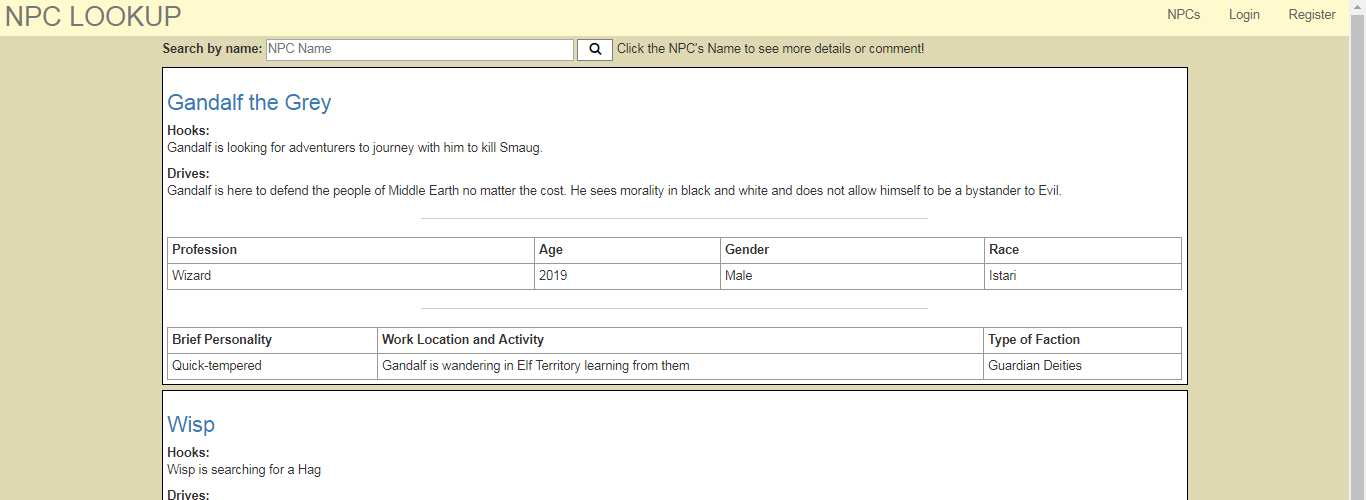 NPC LOOKUP NPCs Login Register
Search by name: NPC Name Click the NPC's Name to see more details or comment!
Gandalf the Grey
Hooks:
Gandalf is looking for adventurers to journey with him to kill Smaug.
Drives:
Gandalf is here to defend the people of Middle Earth no matter the cost. He sees morality in black and white and does not allow himself to be a bystander to Evil.
Profession Age Gender Race
Wizard 2019 Male Istari
Brief Personality Work Location and Activity Type of Faction
Quick-tempered Gandalf is wandering in Elf Territory learning from them Guardian Deities
Wisp
Hooks:
Wisp is searching for a Hag
Drives: